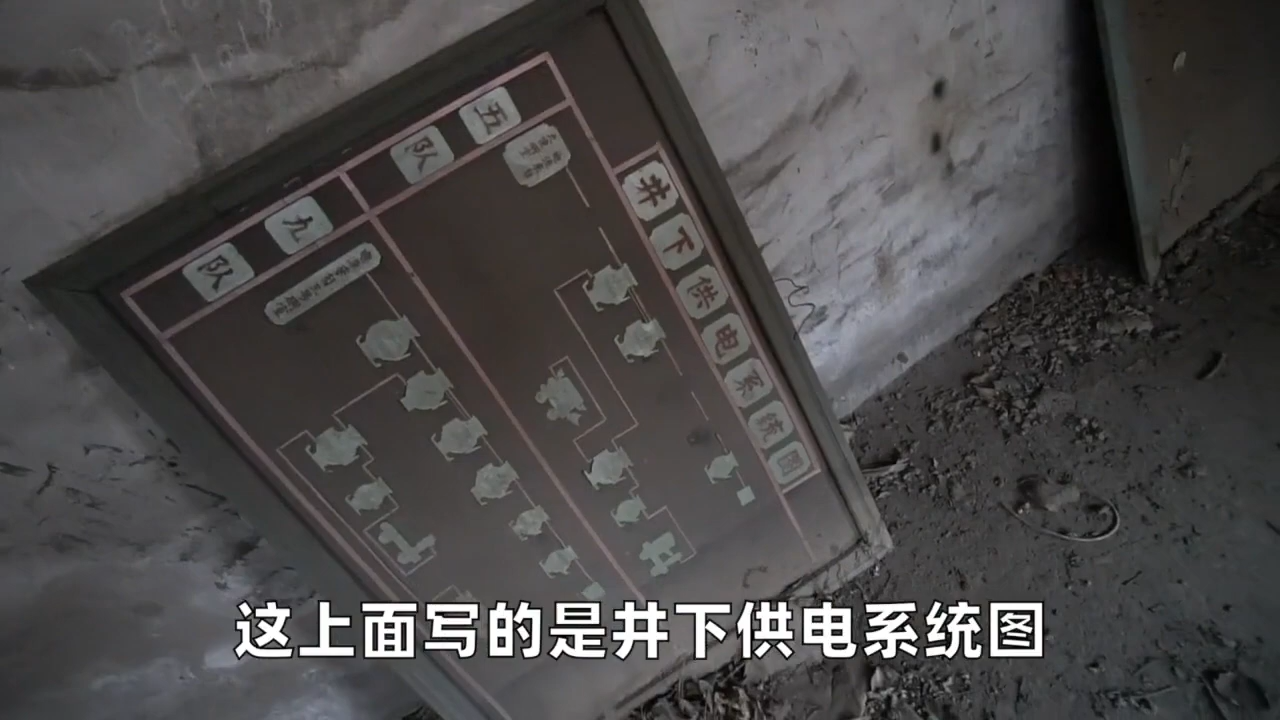 井下供电系统图
五队
九队
这上面写的是井下供电系统图